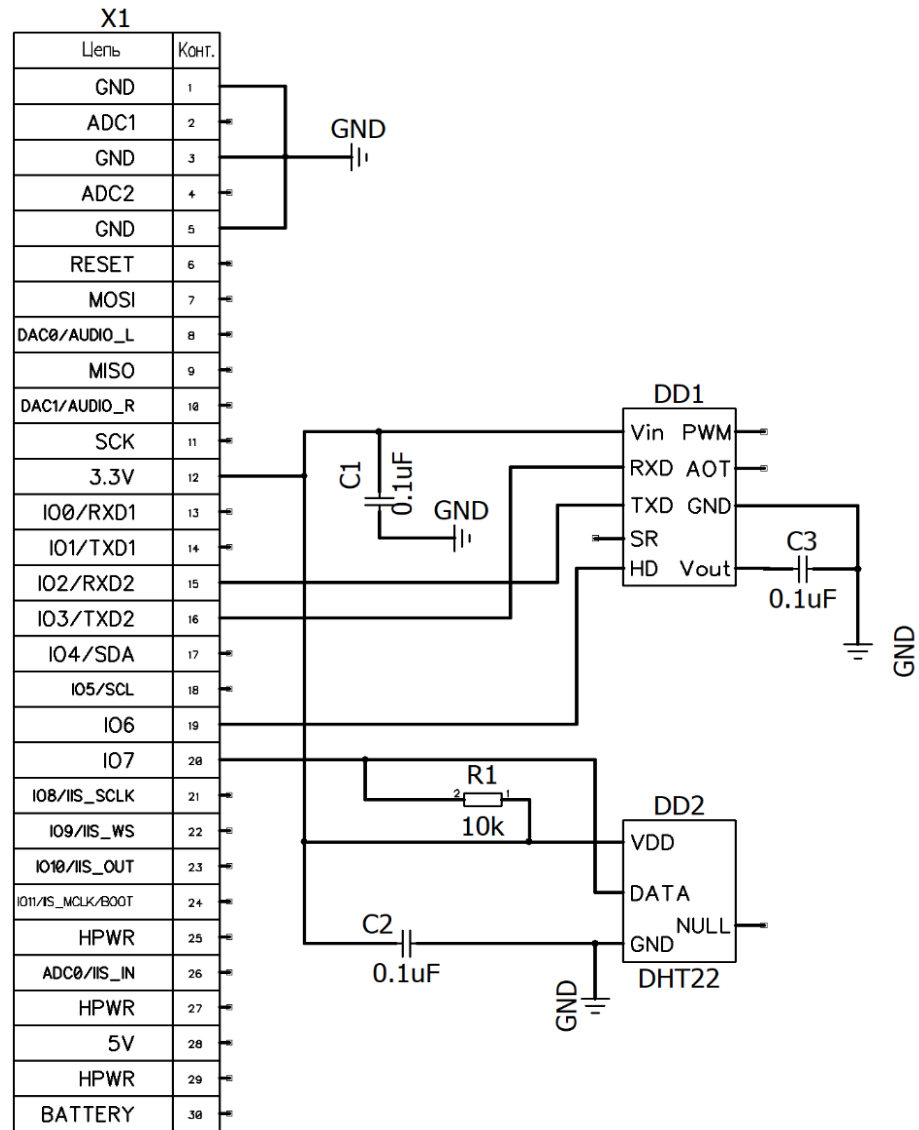 X1
Цепь Конт.
GND 1
ADC1 2
GND 3
ADC2 4
GND 5
RESET 6
MOSI 7
DAC0/AUDIO_L 8
MISO 9
DAC1/AUDIO_R 10
SCK 11
3.3V 12
IO0/RXD1 13
IO1/TXD1 14
IO2/RXD2 15
IO3/TXD2 16
IO4/SDA 17
IO5/SCL 18
IO6 19
IO7 20
IO8/IIS_SCLK 21
IO9/IIS_WS 22
IO10/IIS_OUT 23
IO11/IIS_MCLK/BOOT 24
HPWR 25
ADC0/IIS_IN 26
HPWR 27
5V 28
HPWR 29
BATTERY 30
GND
C1
0.1uF
GND
DD1
Vin PWM
RXD AOT
TXD GND
SR
HD Vout
C3
0.1uF
GND
R1
2 1
10k
C2
0.1uF
GND
DD2
VDD
DATA
NULL
GND
DHT22